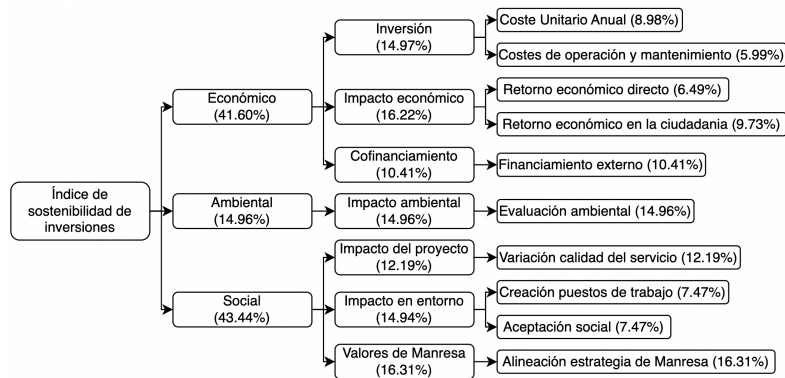 Índice de
sostenibilidad de
inversiones
Económico
(41.60%)
Inversión
(14.97%)
Coste Unitario Anual (8.98%)
Costes de operación y mantenimiento (5.99%)
Impacto económico
(16.22%)
Retorno económico directo (6.49%)
Retorno económico en la ciudadania (9.73%)
Cofinanciamiento
(10.41%)
Financiamiento externo (10.41%)
Ambiental
(14.96%)
Impacto ambiental
(14.96%)
Evaluación ambiental (14.96%)
Social
(43.44%)
Impacto del proyecto
(12.19%)
Variación calidad del servicio (12.19%)
Impacto en entorno
(14.94%)
Creación puestos de trabajo (7.47%)
Aceptación social (7.47%)
Valores de Manresa
(16.31%)
Alineación estrategia de Manresa (16.31%)